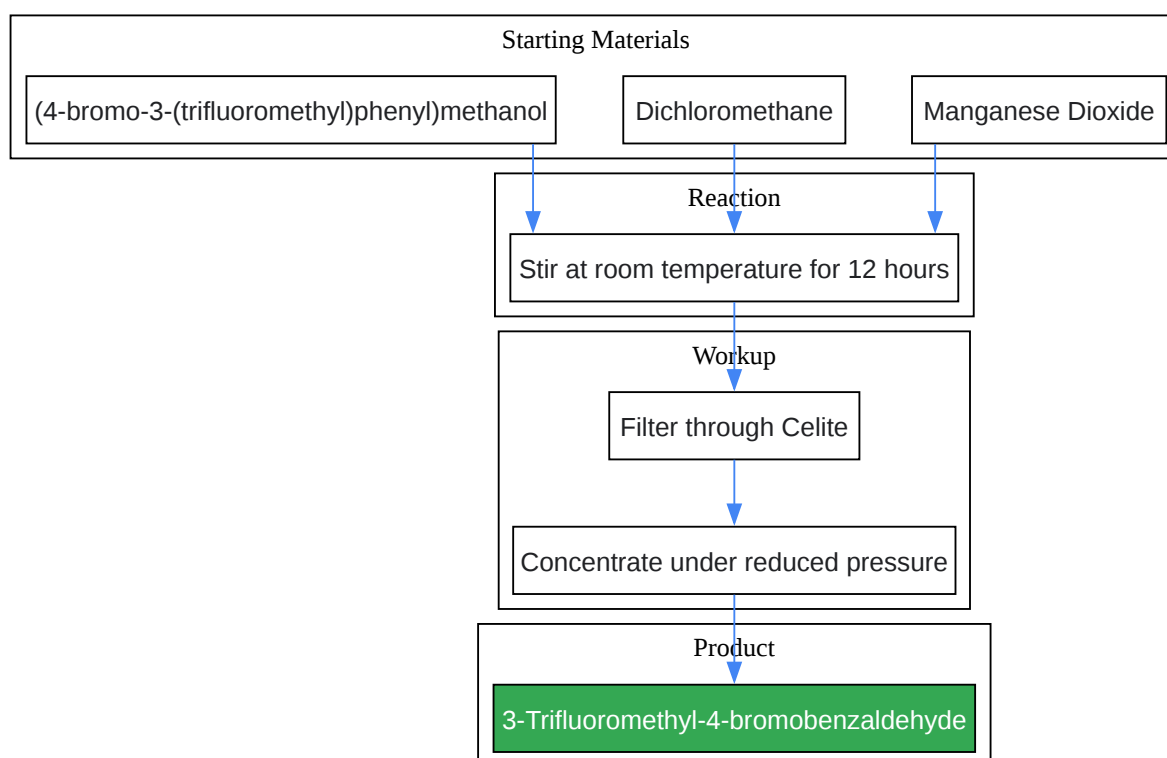 Starting Materials
(4-bromo-3-(trifluoromethyl)phenyl)methanol
Dichloromethane
Manganese Dioxide
Reaction
Stir at room temperature for 12 hours
Workup
Filter through Celite
Concentrate under reduced pressure
Product
3-Trifluoromethyl-4-bromobenzaldehyde